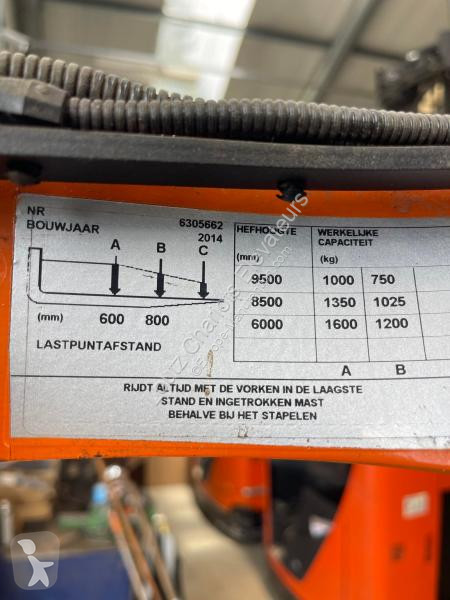 NR 6305662
BOUWJAAR 2014
A B C
(mm) 600 800
LASTPUNTAFSTAND
HEFHOOGTE WERKELIJKE
CAPACITEIT
(mm) (kg)
9500 1000 750
8500 1350 1025
6000 1600 1200
A B
RIJDT ALTIJD MET DE VORKEN IN DE LAAGSTE
STAND EN INGETROKKEN MAST
BEHALVE BIJ HET STAPELEN